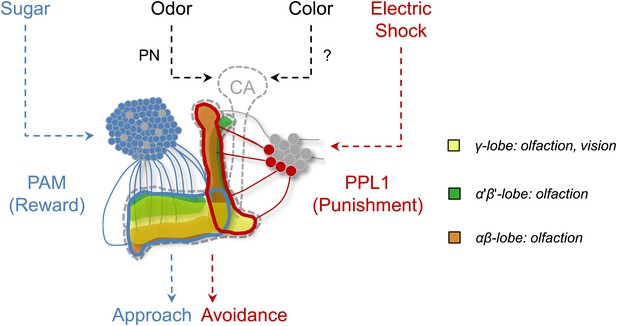 Sugar
Odor
Color
Electric
Shock
PN
?
CA
PAM
(Reward)
PPL1
(Punishment)
γ-lobe: olfaction, vision
α'β'-lobe: olfaction
αβ-lobe: olfaction
Approach
Avoidance